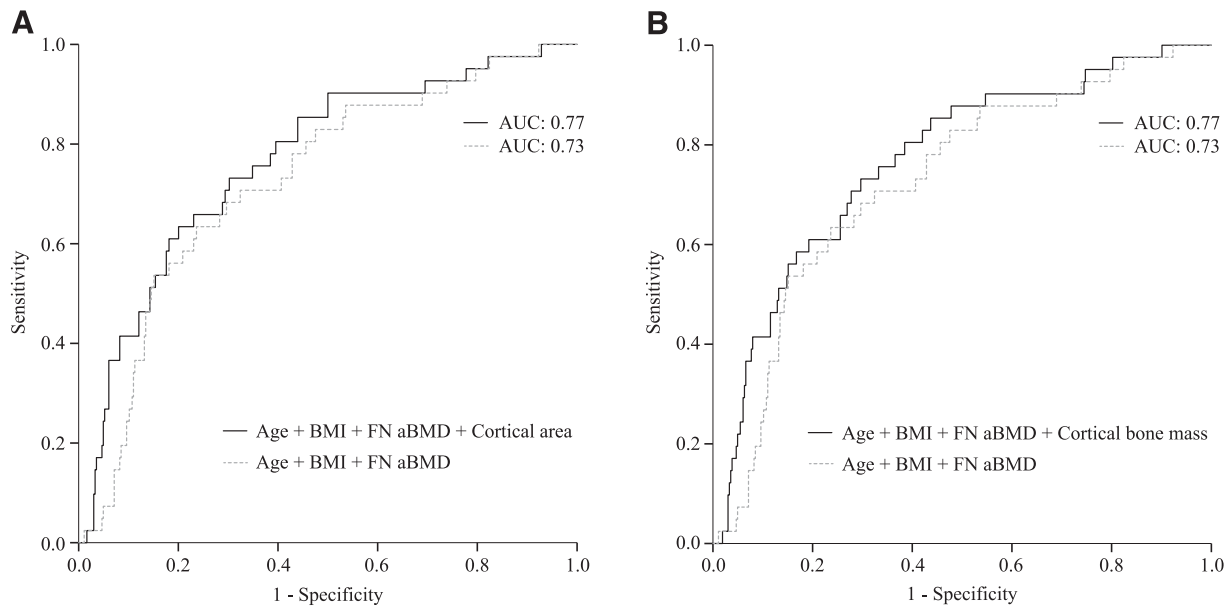 A
1.0
0.8
0.6
0.4
0.2
0.0
Sensitivity
AUC: 0.77
AUC: 0.73
Age + BMI + FN aBMD + Cortical area
Age + BMI + FN aBMD
0.0 0.2 0.4 0.6 0.8 1.0
1 - Specificity
B
1.0
0.8
0.6
0.4
0.2
0.0
Sensitivity
AUC: 0.77
AUC: 0.73
Age + BMI + FN aBMD + Cortical bone mass
Age + BMI + FN aBMD
0.0 0.2 0.4 0.6 0.8 1.0
1 - Specificity